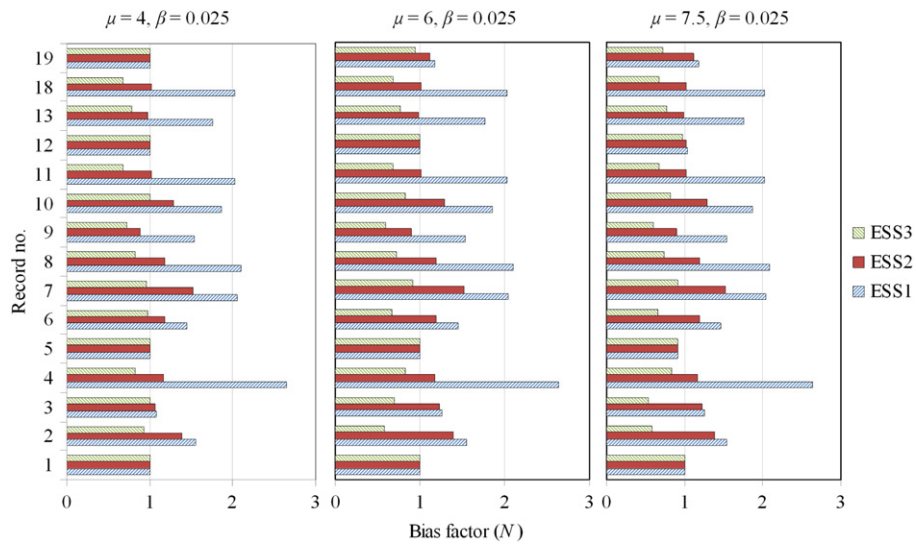 μ = 4, β = 0.025
μ = 6, β = 0.025
μ = 7.5, β = 0.025
Record no.
19
18
13
12
11
10
9
8
7
6
5
4
3
2
1
0 1 2 3
0 1 2 3
0 1 2 3
Bias factor (N)
ESS3
ESS2
ESS1